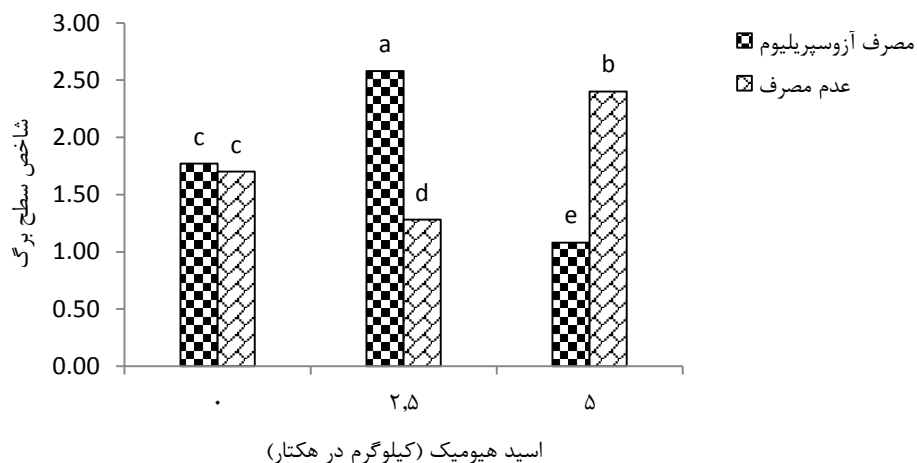 3.00
2.50
2.00
1.50
1.00
0.50
0.00
شاخص سطح برگ
c
c
a
d
e
b
۰
۲,۵
۵
اسید هیومیک (کیلوگرم در هکتار)
مصرف آزوسپریلیوم
عدم مصرف